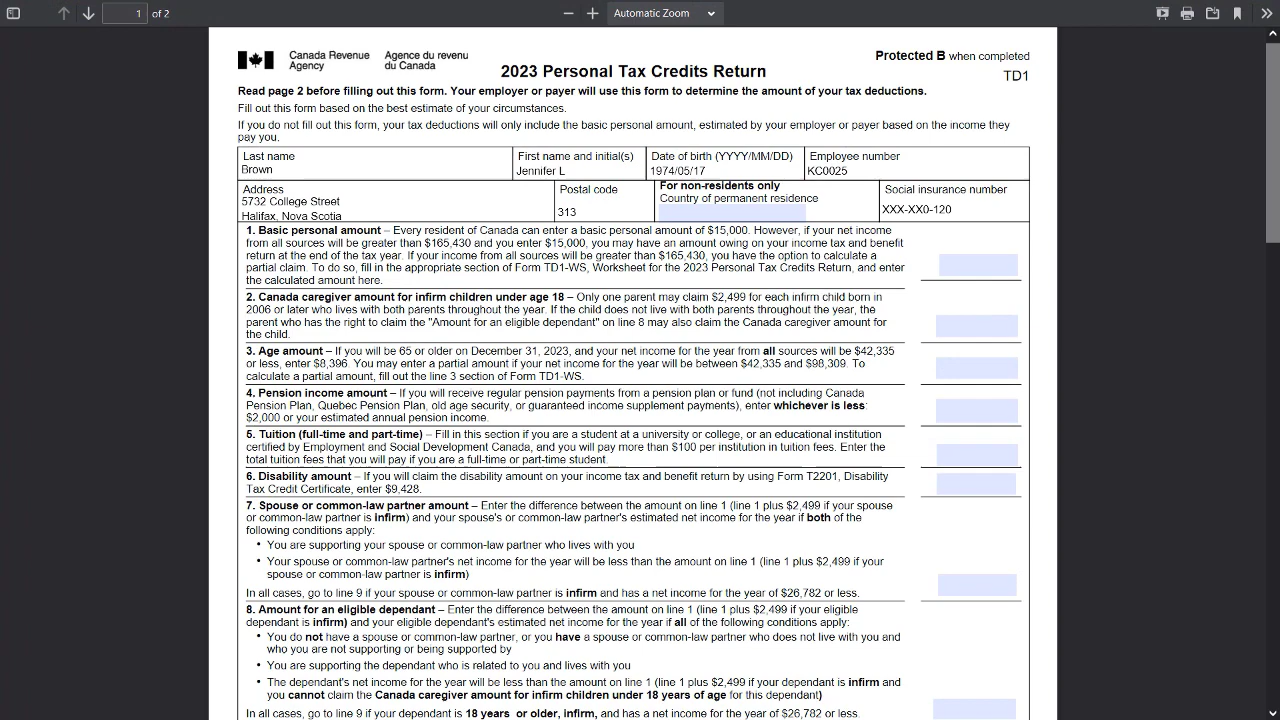 1 of 2 Automatic Zoom
Canada Revenue Agency
Agence du revenu du Canada
Protected B when completed
2023 Personal Tax Credits Return
TD1
Read page 2 before filling out this form. Your employer or payer will use this form to determine the amount of your tax deductions.
Fill out this form based on the best estimate of your circumstances.
If you do not fill out this form, your tax deductions will only include the basic personal amount, estimated by your employer or payer based on the income they
pay you.
Last name
Brown
First name and initial(s)
Jennifer L
Date of birth (YYYY/MM/DD)
1974/05/17
Employee number
KC0025
Address
5732 College Street
Halifax, Nova Scotia
Postal code
313
For non-residents only
Country of permanent residence
Social insurance number
XXX-XX0-120
1. Basic personal amount – Every resident of Canada can enter a basic personal amount of $15,000. However, if your net income
from all sources will be greater than $165,430 and you enter $15,000, you may have an amount owing on your income tax and benefit
return at the end of the tax year. If your income from all sources will be greater than $165,430, you have the option to calculate a
partial claim. To do so, fill in the appropriate section of Form TD1-WS, Worksheet for the 2023 Personal Tax Credits Return, and enter
the calculated amount here.
2. Canada caregiver amount for infirm children under age 18 – Only one parent may claim $2,499 for each infirm child born in
2006 or later who lives with both parents throughout the year. If the child does not live with both parents throughout the year, the
parent who has the right to claim the "Amount for an eligible dependant" on line 8 may also claim the Canada caregiver amount for
the child.
3. Age amount – If you will be 65 or older on December 31, 2023, and your net income for the year from all sources will be $42,335
or less, enter $8,396. You may enter a partial amount if your net income for the year will be between $42,335 and $98,309. To
calculate a partial amount, fill out the line 3 section of Form TD1-WS.
4. Pension income amount – If you will receive regular pension payments from a pension plan or fund (not including Canada
Pension Plan, Quebec Pension Plan, old age security, or guaranteed income supplement payments), enter whichever is less:
$2,000 or your estimated annual pension income.
5. Tuition (full-time and part-time) – Fill in this section if you are a student at a university or college, or an educational institution
certified by Employment and Social Development Canada, and you will pay more than $100 per institution in tuition fees. Enter the
total tuition fees that you will pay if you are a full-time or part-time student.
6. Disability amount – If you will claim the disability amount on your income tax and benefit return by using Form T2201, Disability
Tax Credit Certificate, enter $9,428.
7. Spouse or common-law partner amount – Enter the difference between the amount on line 1 (line 1 plus $2,499 if your spouse
or common-law partner is infirm) and your spouse's or common-law partner's estimated net income for the year if both of the
following conditions apply:
• You are supporting your spouse or common-law partner who lives with you
• Your spouse or common-law partner's net income for the year will be less than the amount on line 1 (line 1 plus $2,499 if your
spouse or common-law partner is infirm)
In all cases, go to line 9 if your spouse or common-law partner is infirm and has a net income for the year of $26,782 or less.
8. Amount for an eligible dependant – Enter the difference between the amount on line 1 (line 1 plus $2,499 if your eligible
dependant is infirm) and your eligible dependant's estimated net income for the year if all of the following conditions apply:
• You do not have a spouse or common-law partner, or you have a spouse or common-law partner who does not live with you and
who you are not supporting or being supported by
• You are supporting the dependant who is related to you and lives with you
• The dependant's net income for the year will be less than the amount on line 1 (line 1 plus $2,499 if your dependant is infirm and
you cannot claim the Canada caregiver amount for infirm children under 18 years of age for this dependant)
In all cases, go to line 9 if your dependant is 18 years or older, infirm, and has a net income for the year of $26,782 or less.